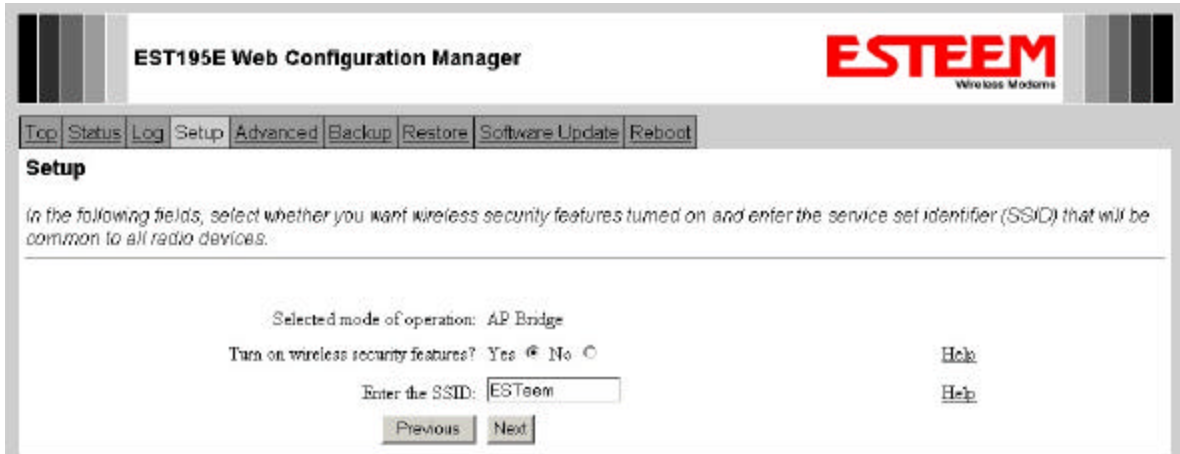 EST195E Web Configuration Manager
ESTEEM
Wireless Modems
Top Status Log Setup Advanced Backup Restore Software Update Reboot
Setup
In the following fields, select whether you want wireless security features turned on and enter the service set identifier (SSID) that will be
common to all radio devices.
Selected mode of operation: AP Bridge
Turn on wireless security features? Yes No Help
Enter the SSID: ESTeem Help
Previous Next